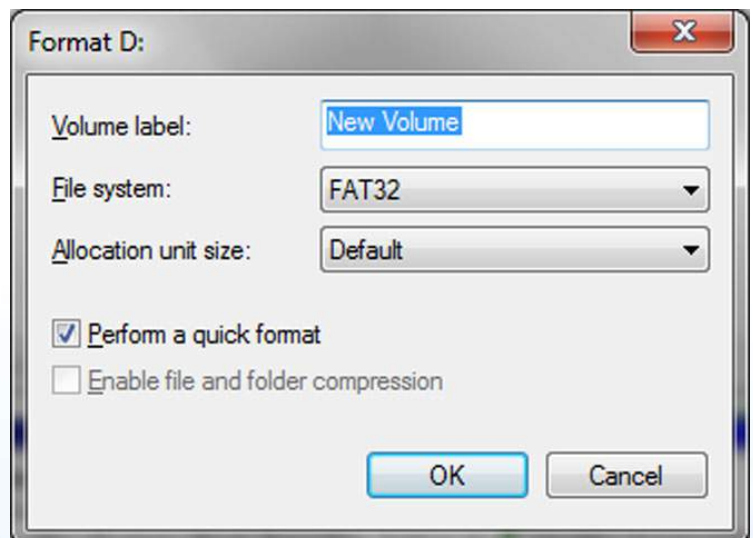 Format D:
Volume label: New Volume
File system: FAT32
Allocation unit size: Default
Perform a quick format
Enable file and folder compression
OK Cancel